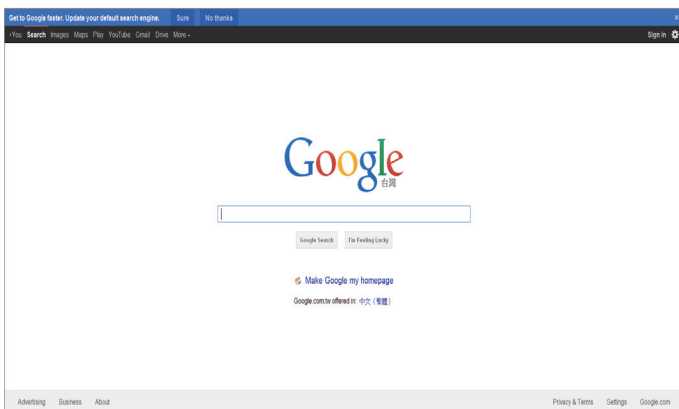 Get to Google faster. Update your default search engine. Sure No thanks x
+You Search Images Maps Play YouTube Gmail Drive More Sign in
Google
台灣
Google Search I'm Feeling Lucky
Make Google my homepage
Google.com.tw offered in: 中文（繁體）
Advertising Business About Privacy & Terms Settings Google.com